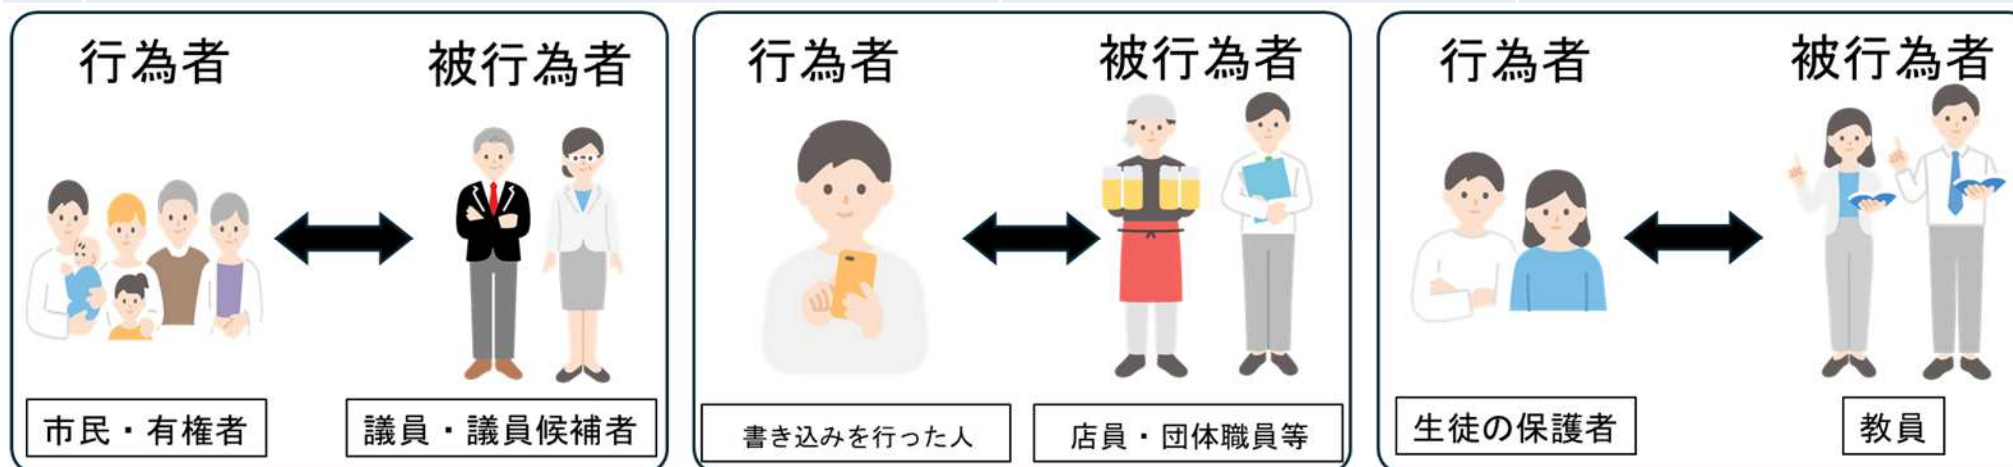 行為者
被行為者
市民・有権者
議員・議員候補者
行為者
被行為者
書き込みを行った人
店員・団体職員等
行為者
被行為者
生徒の保護者
教員